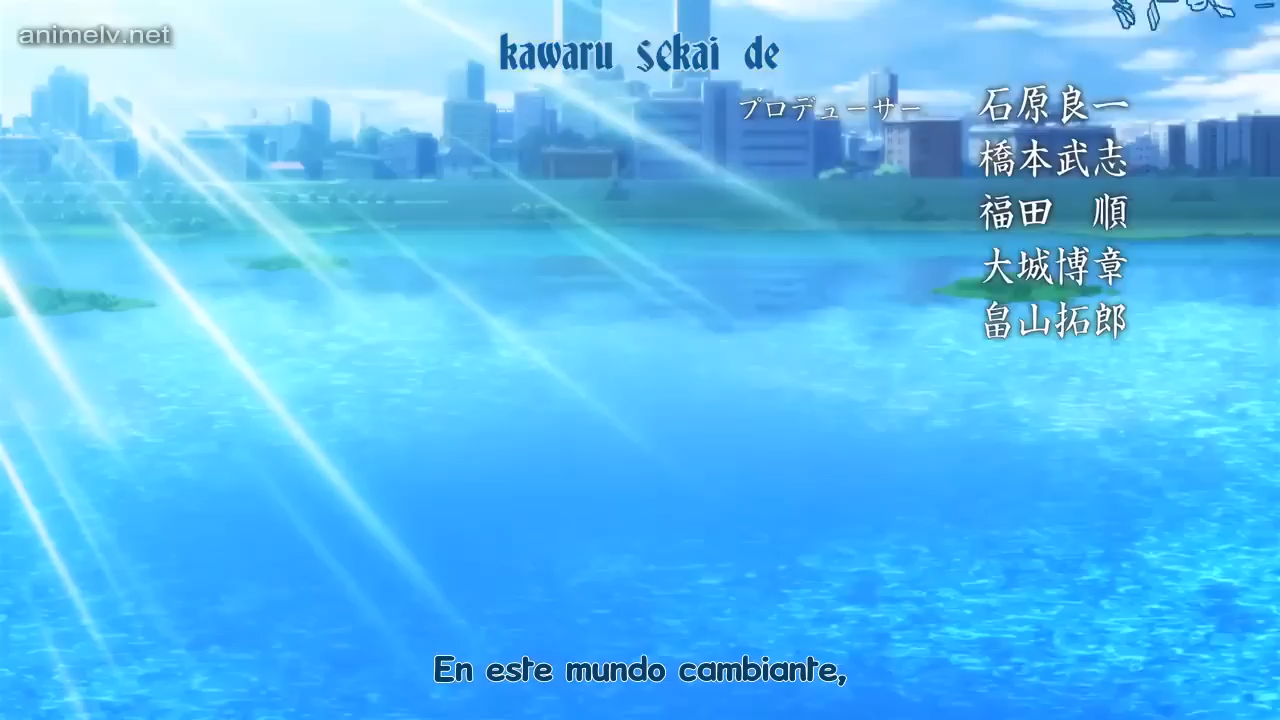 animelv.net
kawaru sekai de
プロデューサー 石原良一
橋本武志
福田 順
大城博章
畠山拓郎
En este mundo cambiante,